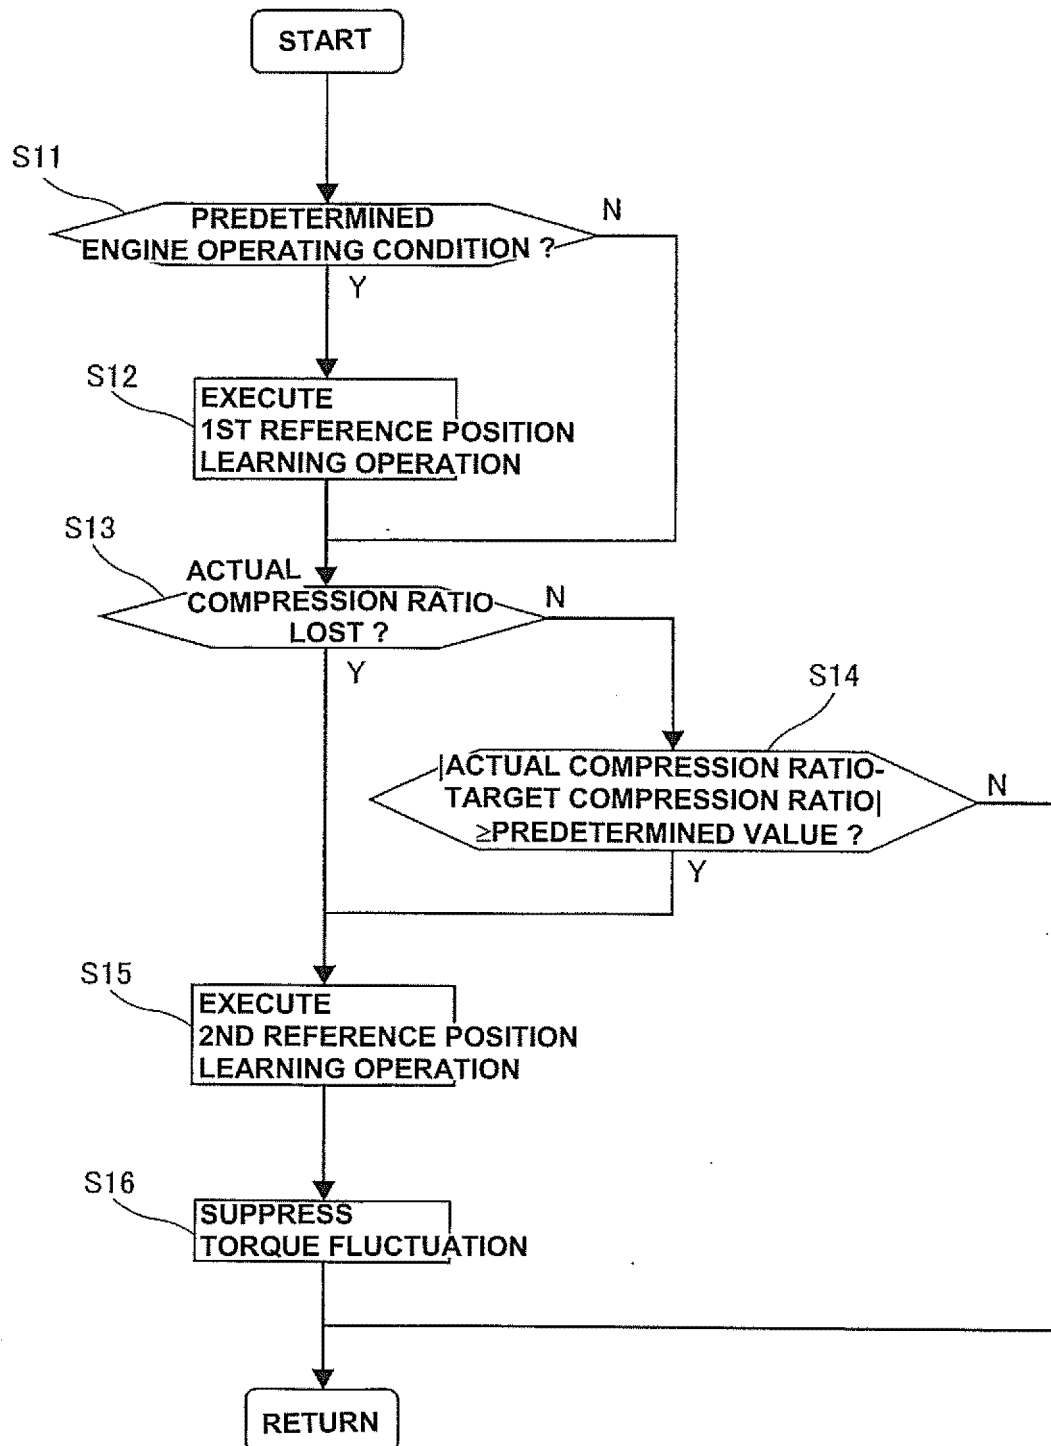 START
S11
PREDETERMINED
ENGINE OPERATING CONDITION ?
N
Y
S12
EXECUTE
1ST REFERENCE POSITION
LEARNING OPERATION
S13
ACTUAL
COMPRESSION RATIO
LOST ?
N
Y
S14
|ACTUAL COMPRESSION RATIO-
TARGET COMPRESSION RATIO|
≥PREDETERMINED VALUE ?
N
Y
S15
EXECUTE
2ND REFERENCE POSITION
LEARNING OPERATION
S16
SUPPRESS
TORQUE FLUCTUATION
RETURN